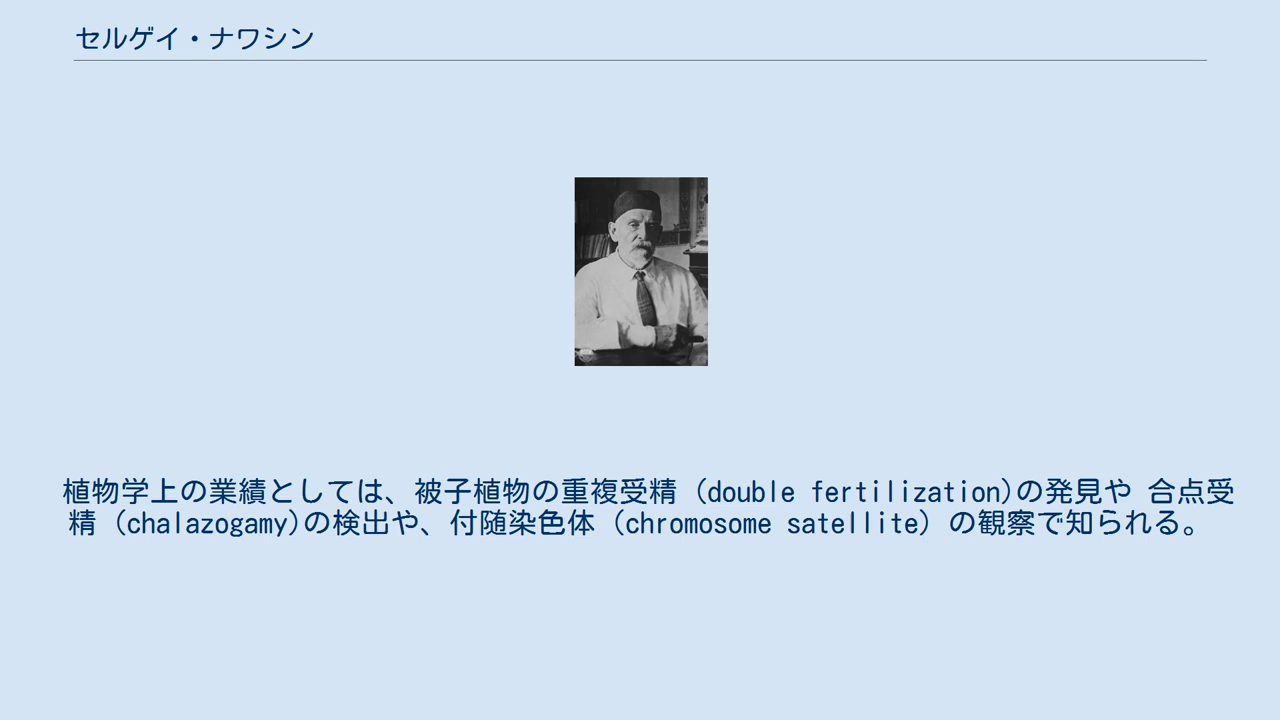 セルゲイ・ナワシン
植物学上の業績としては、被子植物の重複受精（double fertilization)の発見や 合点受
精（chalazogamy)の検出や、付随染色体（chromosome satellite）の観察で知られる。